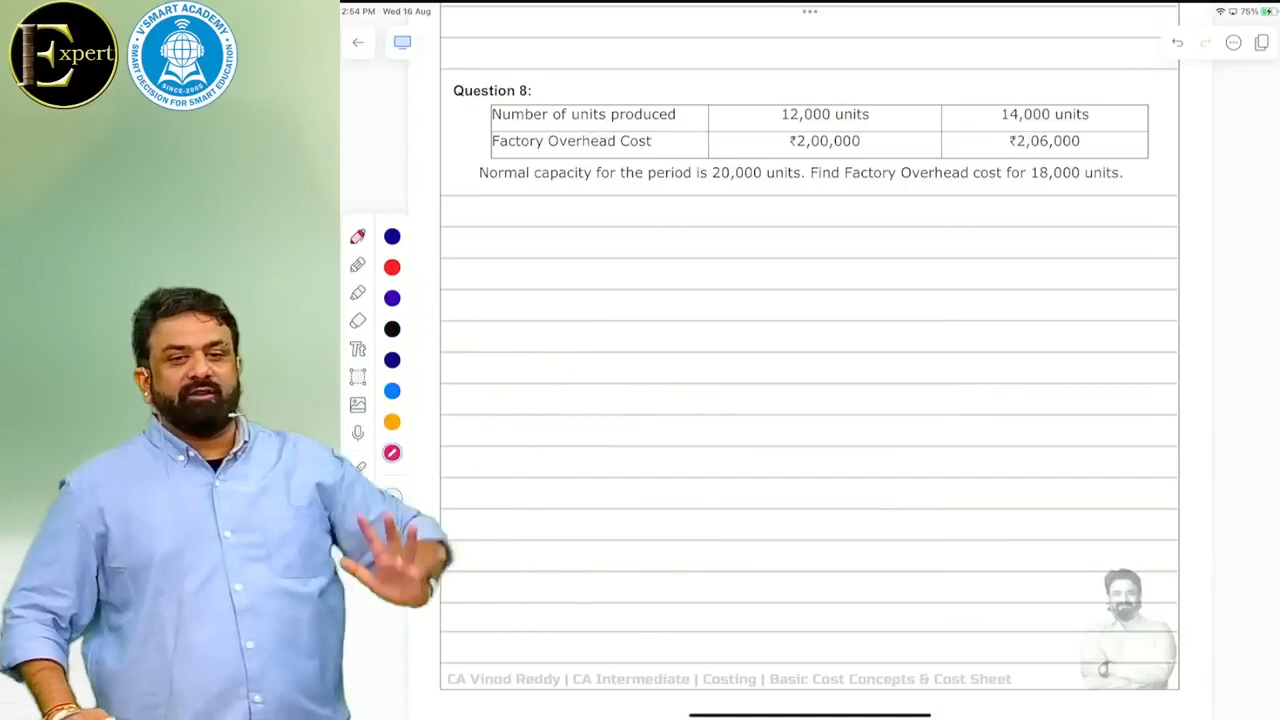 2:54 PM Wed 16 Aug
75%
Expert
V'SMART ACADEMY
SINCE-2005
SMART DECISION FOR SMART EDUCATION
Tt
Question 8:
Number of units produced 12,000 units 14,000 units
Factory Overhead Cost ₹2,00,000 ₹2,06,000
Normal capacity for the period is 20,000 units. Find Factory Overhead cost for 18,000 units.
CA Vinod Reddy | CA Intermediate | Costing | Basic Cost Concepts & Cost Sheet